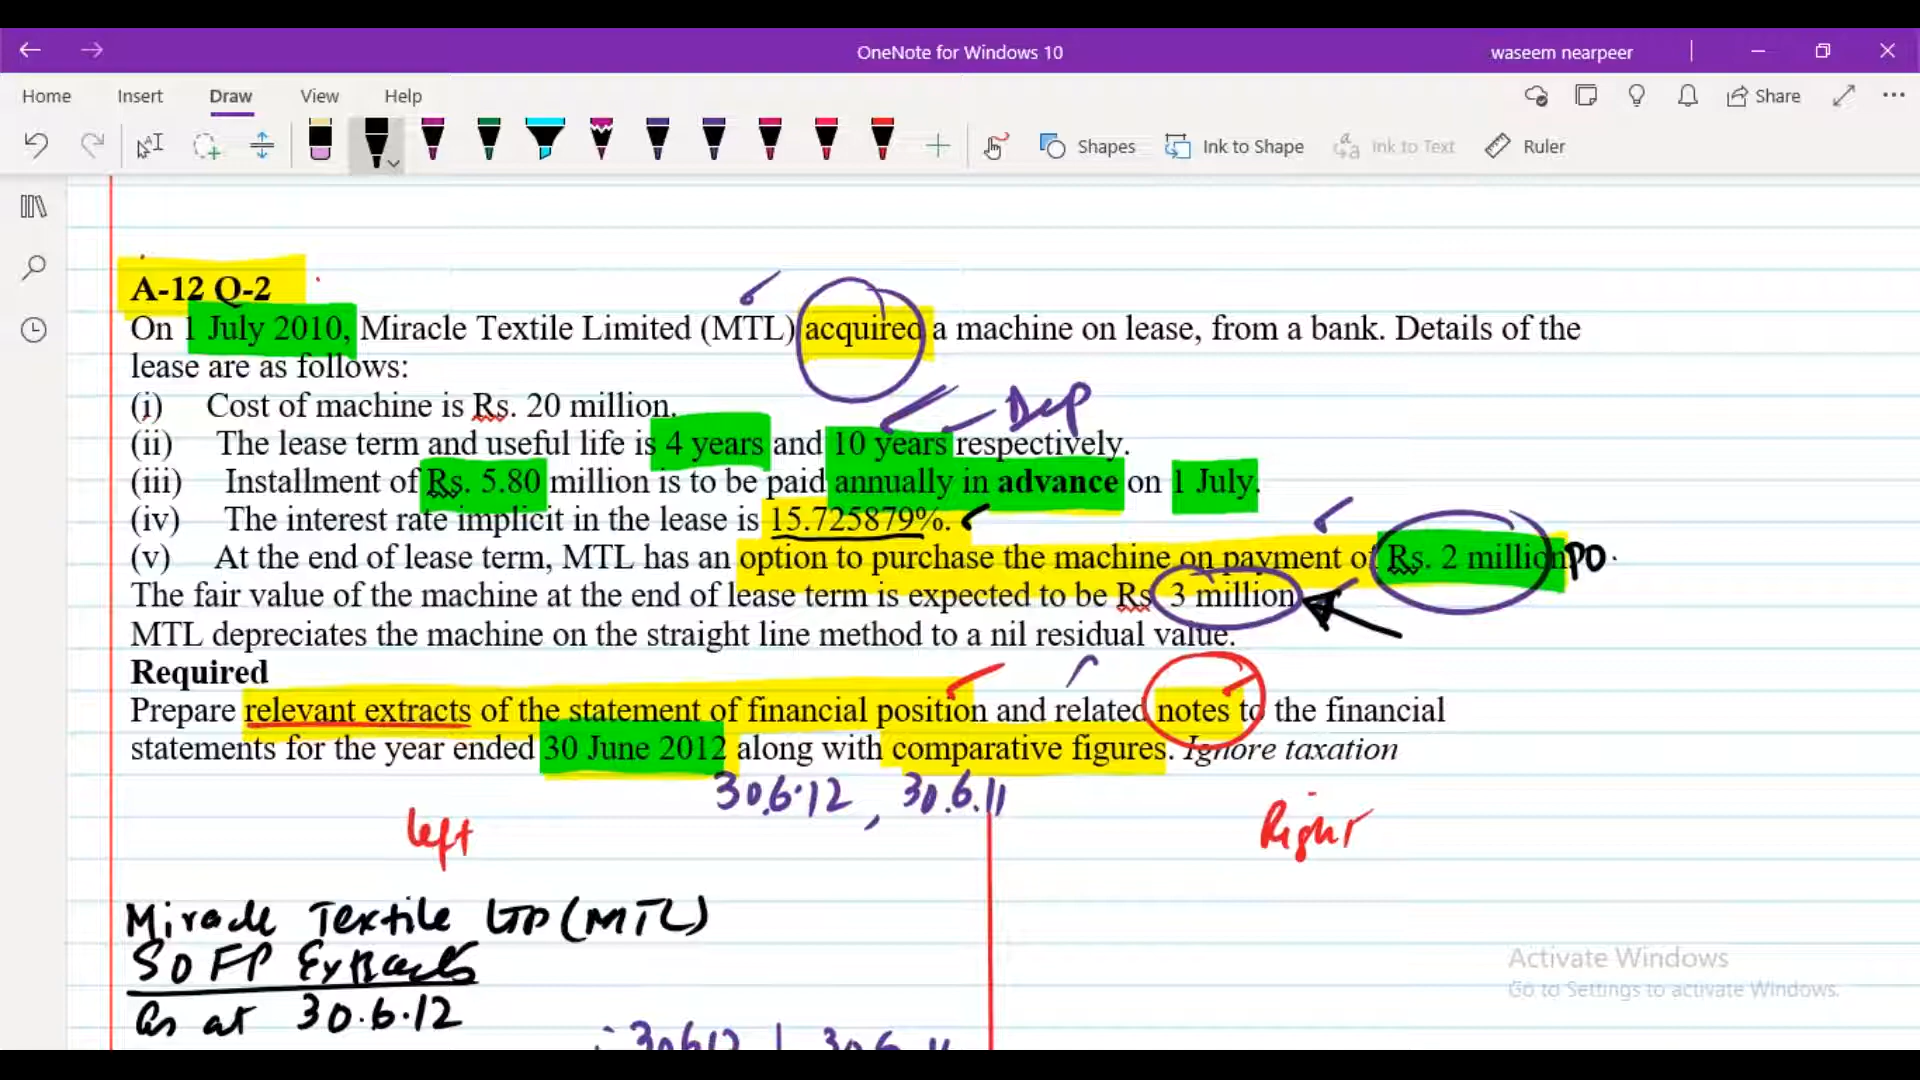 OneNote for Windows 10
waseem nearpeer
Home Insert Draw View Help
Share
Shapes Ink to Shape Ink to Text Ruler
A-12 Q-2
On 1 July 2010, Miracle Textile Limited (MTL) acquired a machine on lease, from a bank. Details of the
lease are as follows:
(i) Cost of machine is Rs. 20 million.
Dep
(ii) The lease term and useful life is 4 years and 10 years respectively.
(iii) Installment of Rs. 5.80 million is to be paid annually in advance on 1 July.
(iv) The interest rate implicit in the lease is 15.725879%.
(v) At the end of lease term, MTL has an option to purchase the machine on payment of Rs. 2 million. PO.
The fair value of the machine at the end of lease term is expected to be Rs 3 million
MTL depreciates the machine on the straight line method to a nil residual value.
Required
Prepare relevant extracts of the statement of financial position and related notes to the financial
statements for the year ended 30 June 2012 along with comparative figures. Ignore taxation
30.6.12 , 30.6.11
left
Right
Miracle Textile LTD (MTL)
SOFP Extracts
As at 30.6.12
Activate Windows
Go to Settings to activate Windows.